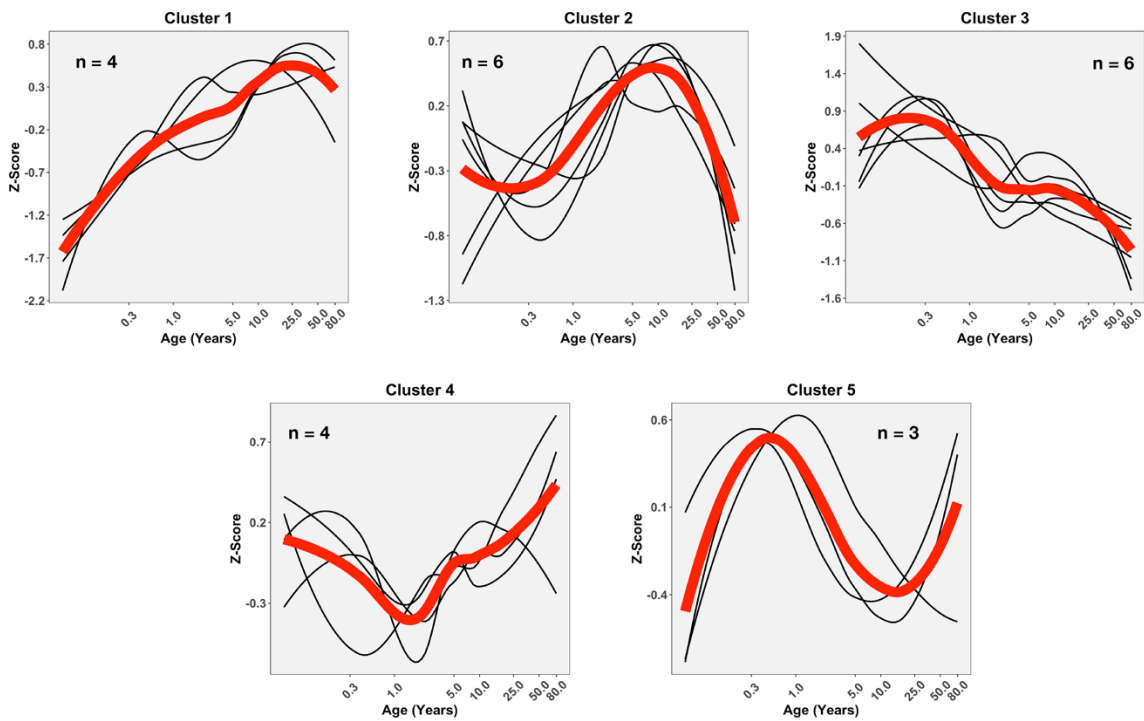 Cluster 1
n = 4
Z-Score
0.8
0.3
-0.2
-0.7
-1.2
-1.7
-2.2
0.3 1.0 5.0 10.0 25.0 50.0 80.0
Age (Years)
Cluster 2
n = 6
Z-Score
0.7
0.2
-0.3
-0.8
-1.3
0.3 1.0 5.0 10.0 25.0 50.0 80.0
Age (Years)
Cluster 3
n = 6
Z-Score
1.9
1.4
0.9
0.4
-0.1
-0.6
-1.1
-1.6
0.3 1.0 5.0 10.0 25.0 50.0 80.0
Age (Years)
Cluster 4
n = 4
Z-Score
0.7
0.2
-0.3
0.3 1.0 5.0 10.0 25.0 50.0 80.0
Age (Years)
Cluster 5
n = 3
Z-Score
0.6
0.1
-0.4
0.3 1.0 5.0 10.0 25.0 50.0 80.0
Age (Years)